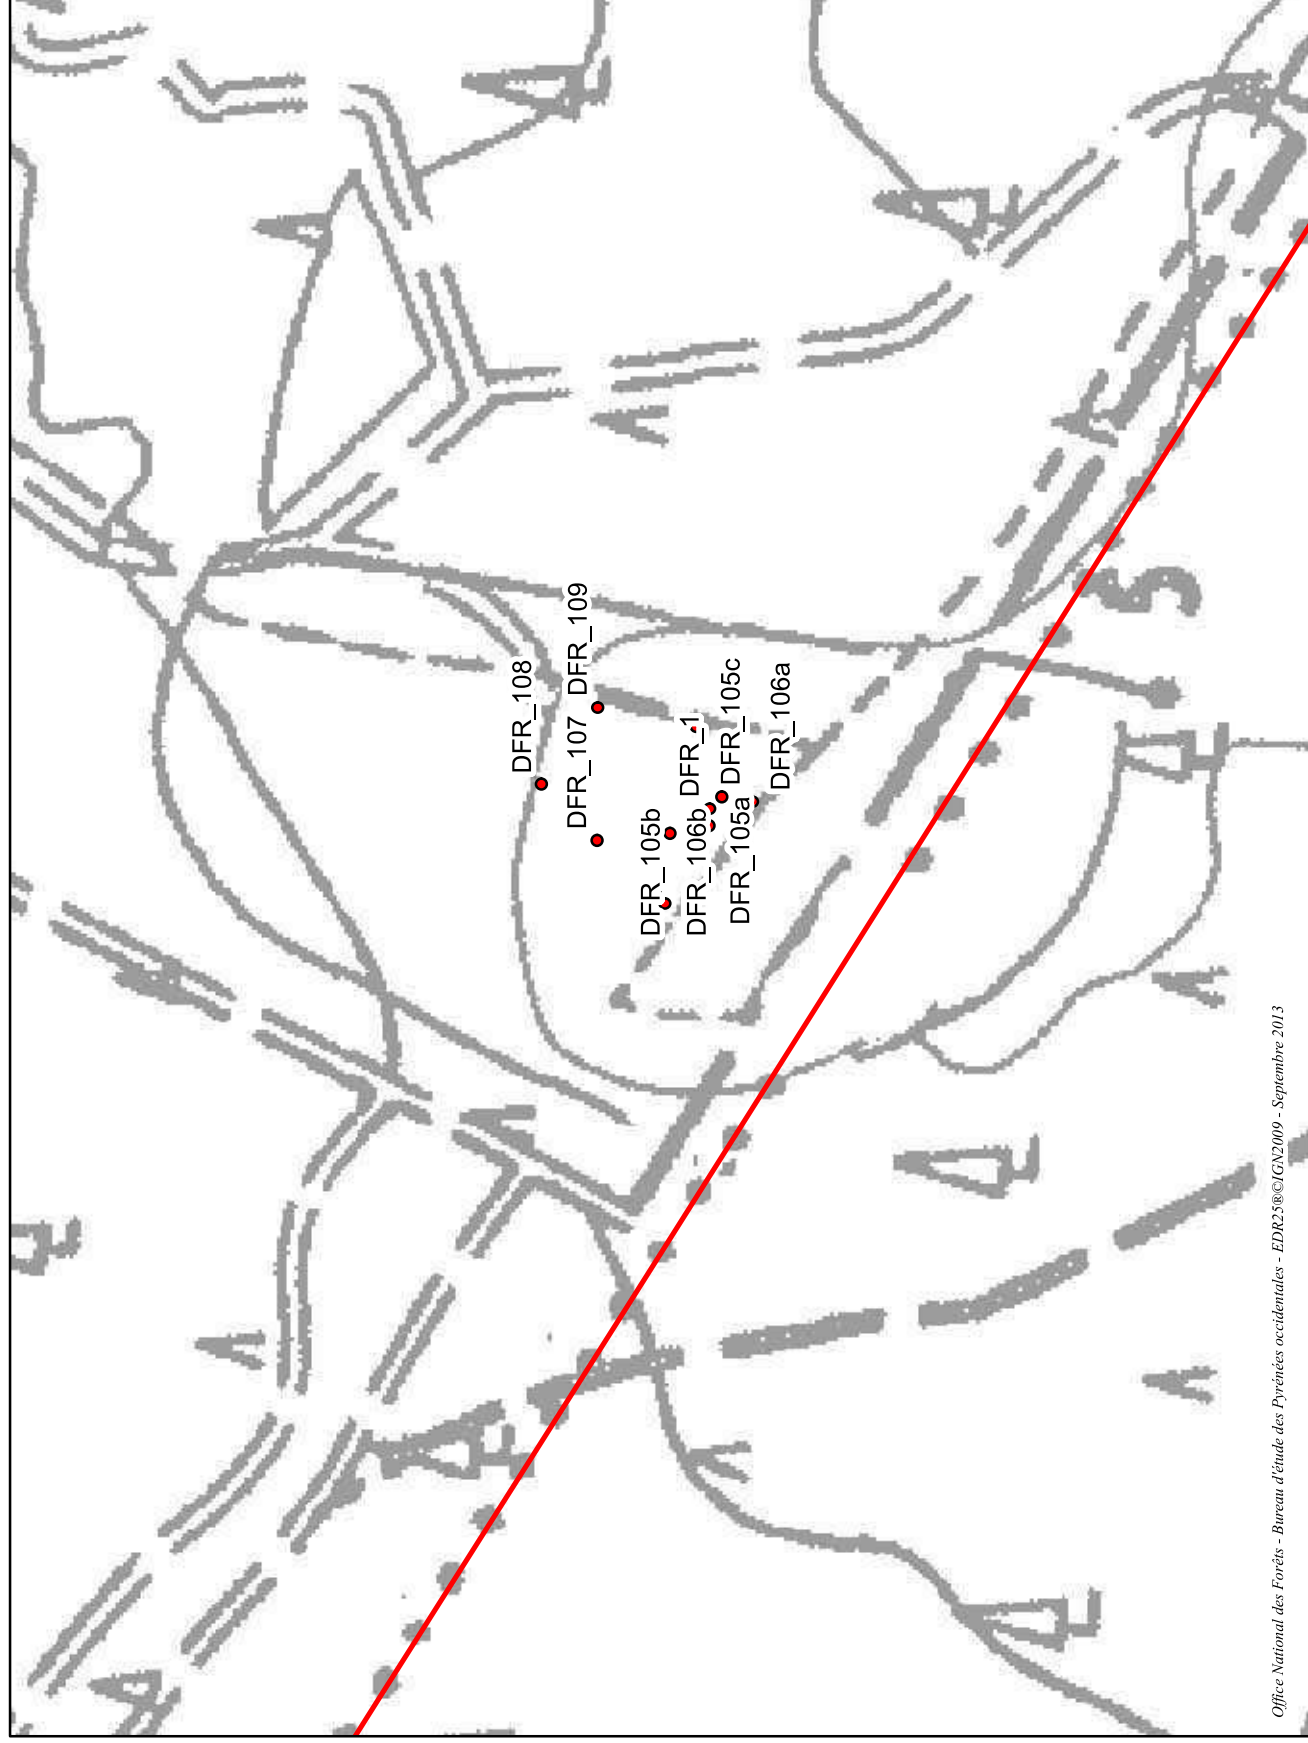 DFR_108
DFR_107
DFR_109
DFR_105b
DFR_106b
DFR_1
DFR_105a
DFR_105c
DFR_106a
Office National des Forêts - Bureau d'étude des Pyrénées occidentales - EDR25®©IGN2009 - Septembre 2013